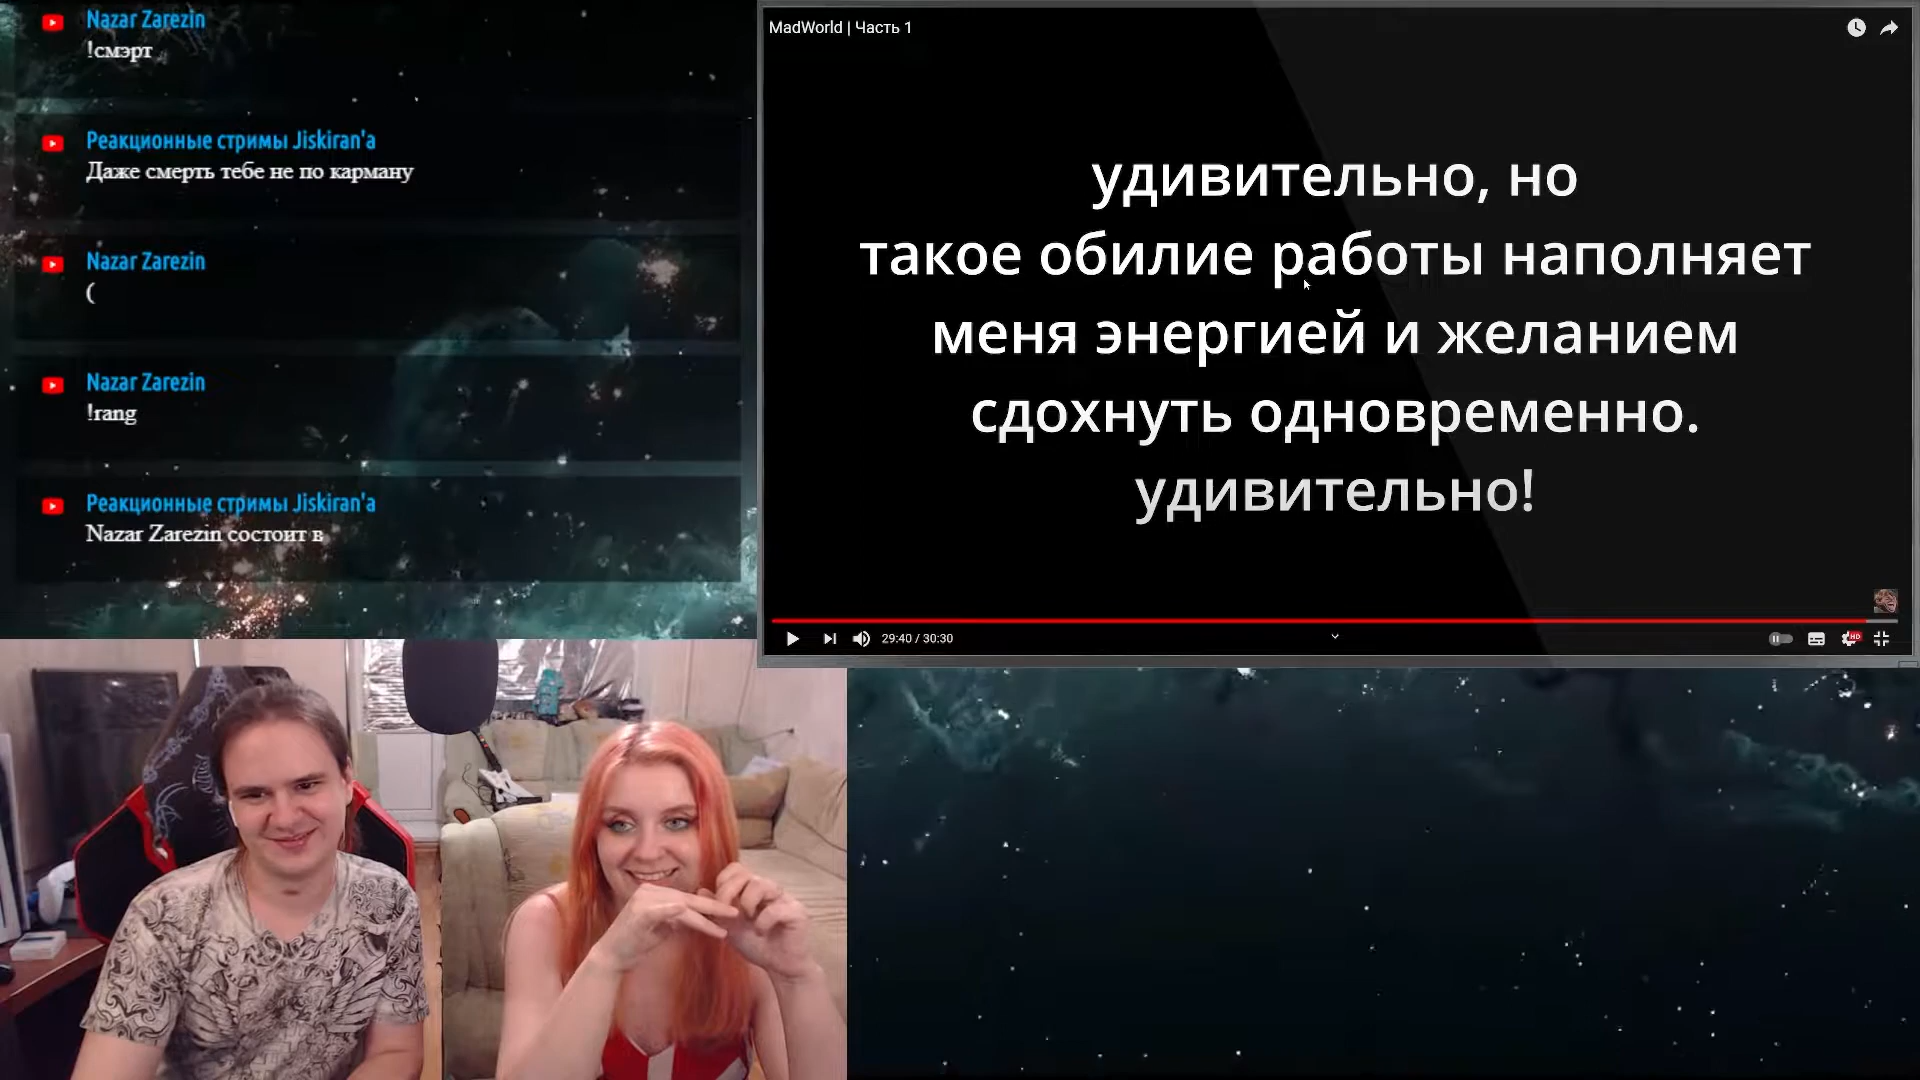 Nazar Zarezin
!смэрт
Реакционные стримы Jiskiran'a
Даже смерть тебе не по карману
Nazar Zarezin
(
Nazar Zarezin
!rang
Реакционные стримы Jiskiran'a
Nazar Zarezin состоит в
MadWorld | Часть 1
удивительно, но
такое обилие работы наполняет
меня энергией и желанием
сдохнуть одновременно.
удивительно!
29:40 / 30:30
HD